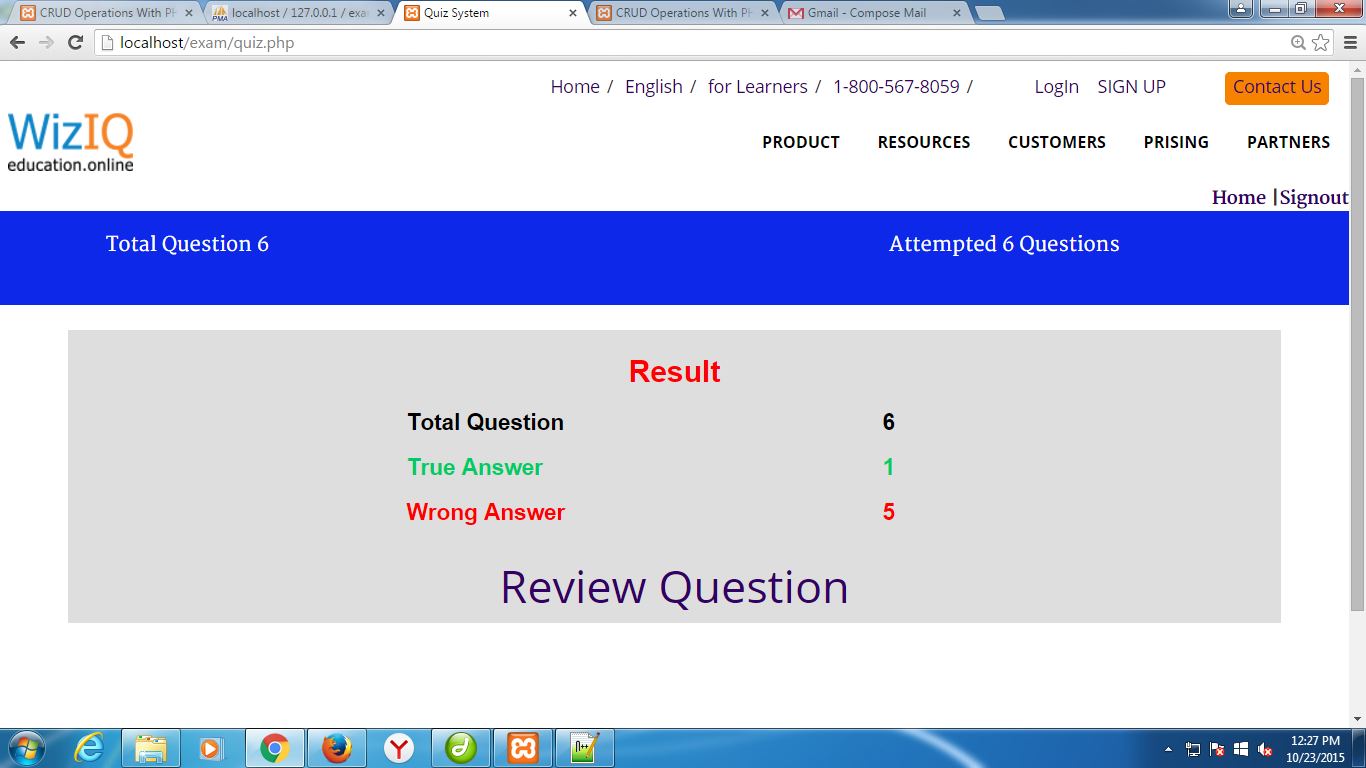 CRUD Operations With PH
localhost / 127.0.0.1 / exa
Quiz System
CRUD Operations With PH
Gmail - Compose Mail
localhost/exam/quiz.php
Home / English / for Learners / 1-800-567-8059 / LogIn SIGN UP Contact Us
WizIQ
education.online
PRODUCT RESOURCES CUSTOMERS PRISING PARTNERS
Home |Signout
Total Question 6 Attempted 6 Questions
Result
Total Question 6
True Answer 1
Wrong Answer 5
Review Question
12:27 PM
10/23/2015